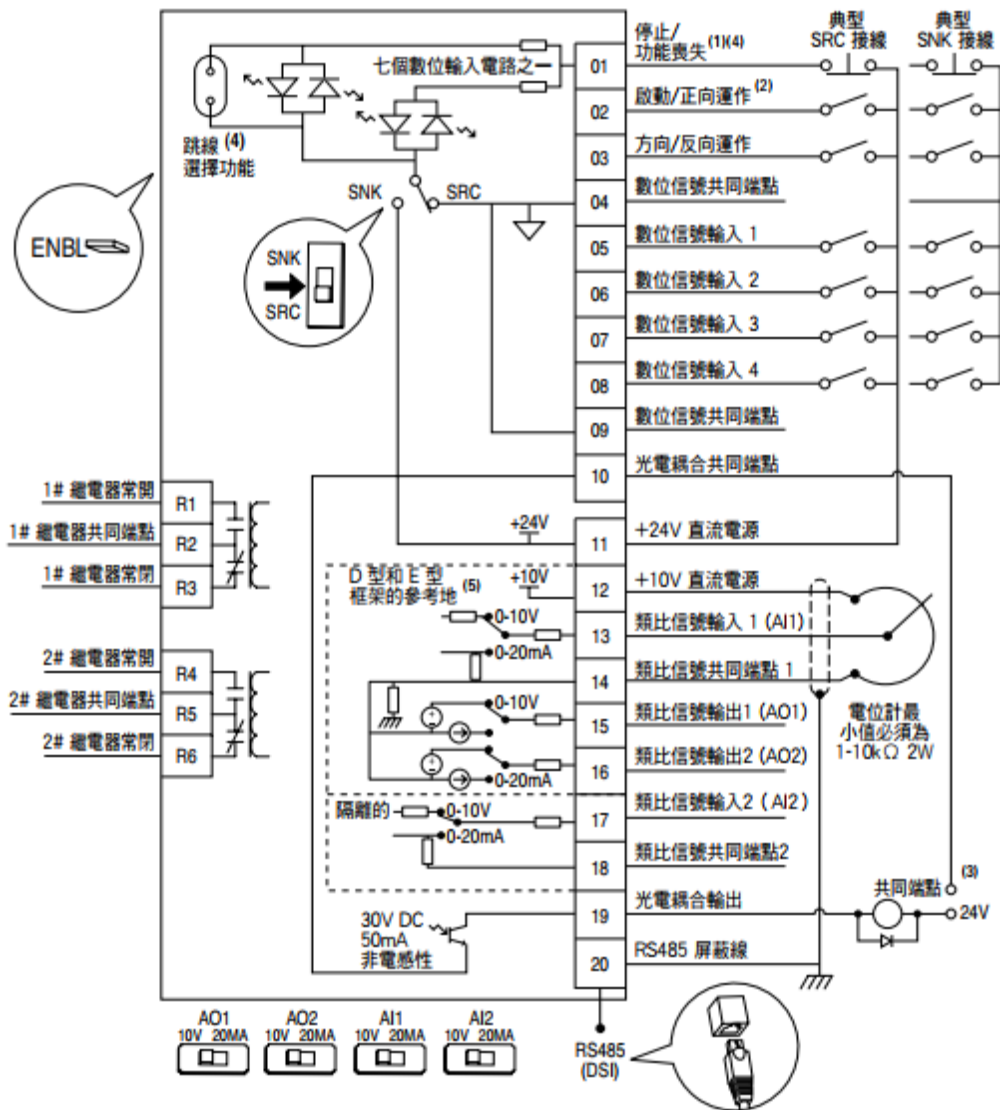 停止/
功能喪失 (1)(4)
典型
SRC 接線
典型
SNK 接線
七個數位輸入電路之一
01
02
啟動/正向運作 (2)
跳線 (4)
選擇功能
03
方向/反向運作
SNK
SRC
04
數位信號共同端點
ENBL
SNK
SRC
05
數位信號輸入 1
06
數位信號輸入 2
07
數位信號輸入 3
08
數位信號輸入 4
09
數位信號共同端點
10
光電耦合共同端點
1# 繼電器常開
R1
1# 繼電器共同端點
R2
1# 繼電器常閉
R3
+24V
11
+24V 直流電源
D 型和 E 型
框架的參考地 (5)
+10V
12
+10V 直流電源
0-10V
0-20mA
13
類比信號輸入 1 (AI1)
2# 繼電器常開
R4
2# 繼電器共同端點
R5
2# 繼電器常閉
R6
14
類比信號共同端點 1
0-10V
15
類比信號輸出1 (AO1)
0-20mA
16
類比信號輸出2 (AO2)
電位計最
小值必須為
1-10kΩ 2W
隔離的
0-10V
0-20mA
17
類比信號輸入2 ( AI2 )
18
類比信號共同端點2
30V DC
50mA
非電感性
19
光電耦合輸出
共同端點
(3)
24V
20
RS485 屏蔽線
AO1
10V 20MA
AO2
10V 20MA
AI1
10V 20MA
AI2
10V 20MA
RS485
(DSI)